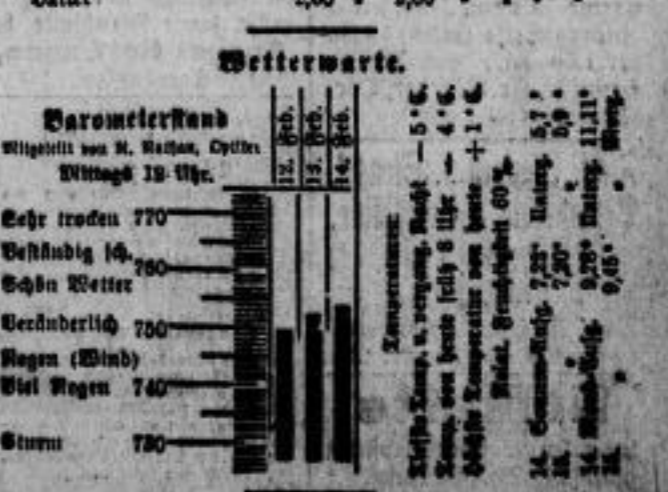 Wetterwarte.
Barometerstand
Mitgeteilt von M. Nathan, Optiker
Mittags 12 Uhr.
12. Feb.
13. Feb.
14. Feb.
Sehr trocken 770
Beständig sch.
760
Schön Wetter
Veränderlich 750
Regen (Wind)
Viel Regen 740
Sturm 730
Temperaturen:
Tiefste Temp. v. vergang. Nacht — 5 °C.
Temp. von heute früh 8 Uhr — 4 °C.
Höchste Temperatur von heute + 1 °C.
Relat. Feuchtigkeit 60 %.
14. Sonnen-Aufg. 7,22" Unterg. 5,7 "
15. " 7,20" " 5,9 "
14. Mond-Aufg. 9,28" Unterg. 11,11"
15. " 9,45" " Morg.